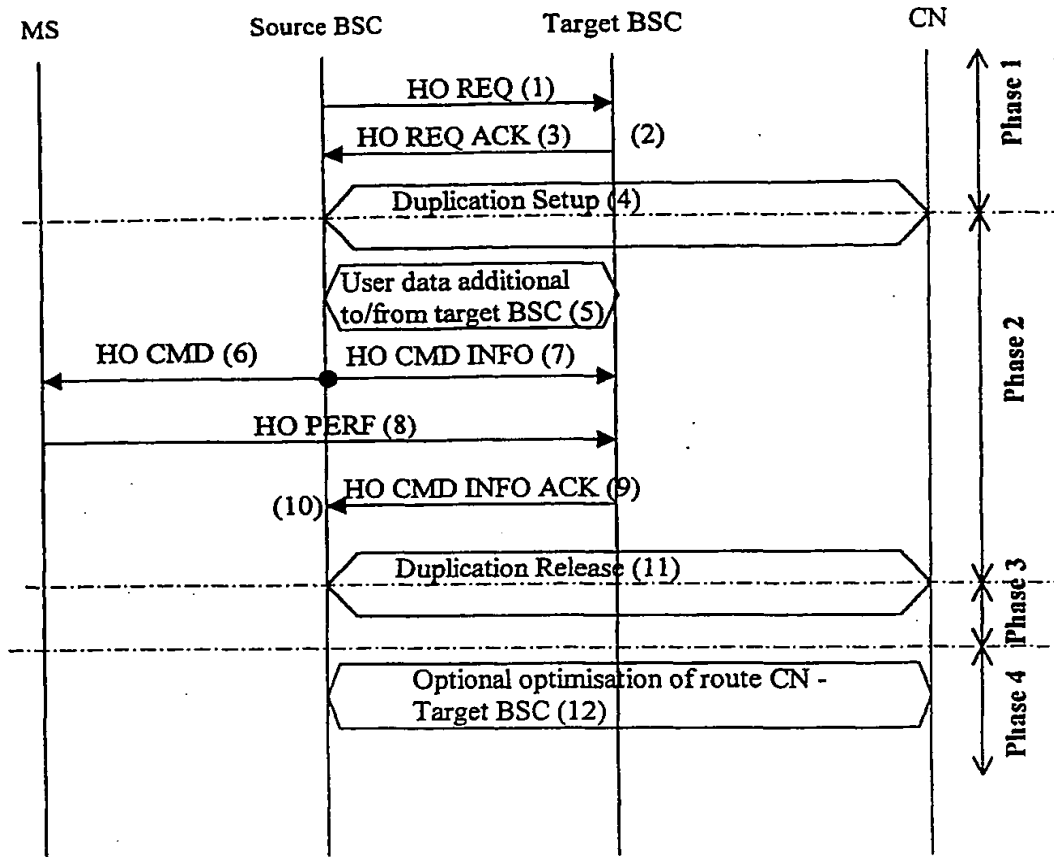 MS
Source BSC
Target BSC
CN
HO REQ (1)
HO REQ ACK (3)
(2)
Duplication Setup (4)
User data additional
to/from target BSC (5)
HO CMD (6)
HO CMD INFO (7)
HO PERF (8)
HO CMD INFO ACK (9)
(10)
Duplication Release (11)
Optional optimisation of route CN -
Target BSC (12)
Phase 1
Phase 2
Phase 3
Phase 4